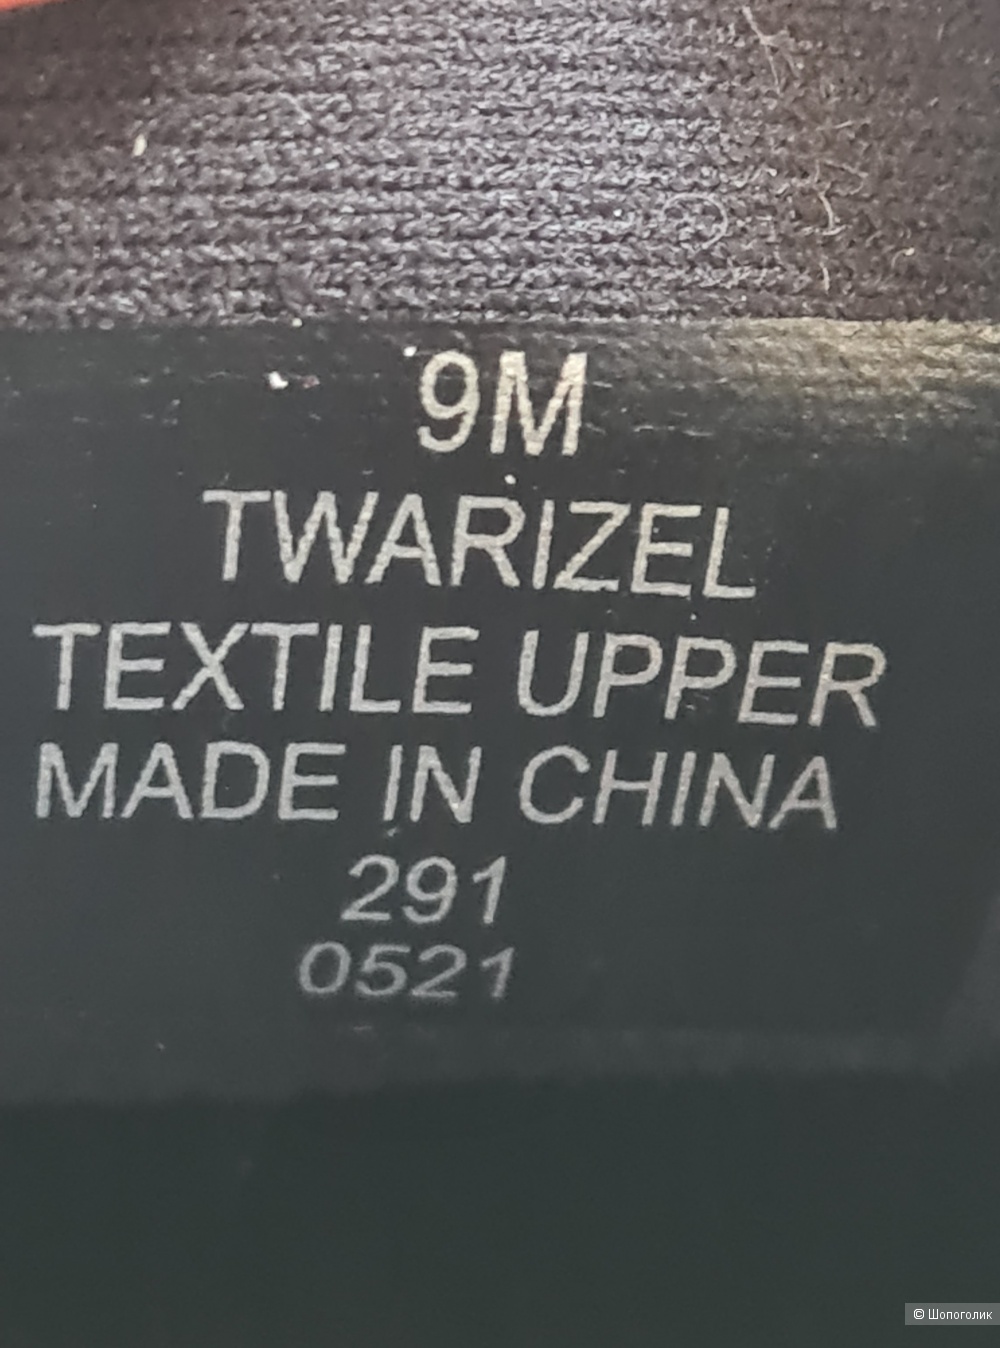 9M
TWARIZEL
TEXTILE UPPER
MADE IN CHINA
291
0521
© Шопоголик